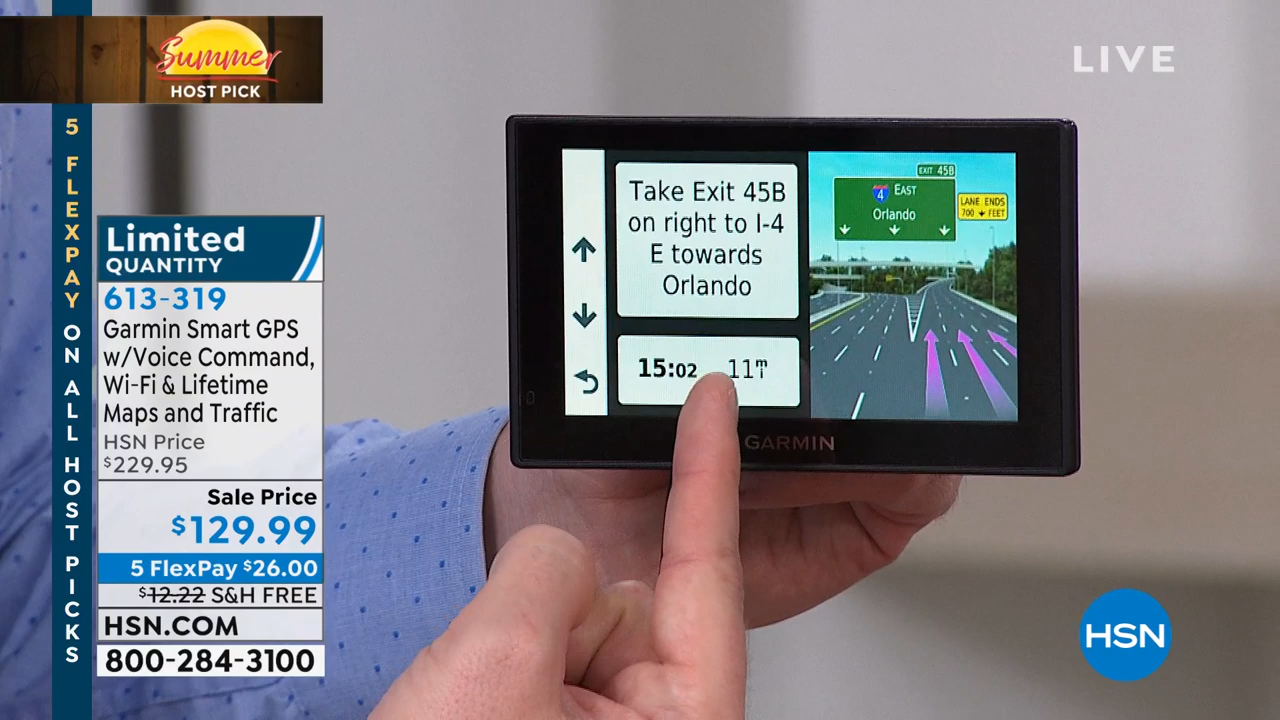 Summer
HOST PICK
LIVE
5 FLEXPAY ON ALL HOST PICKS
Limited
QUANTITY
613-319
Garmin Smart GPS
w/Voice Command,
Wi-Fi & Lifetime
Maps and Traffic
HSN Price
$229.95
Sale Price
$129.99
5 FlexPay $26.00
$12.22 S&H FREE
HSN.COM
800-284-3100
Take Exit 45B
on right to I-4
E towards
Orlando
15:02 11m
EXIT 45B
4 EAST
Orlando
LANE ENDS
700 FEET
GARMIN
HSN